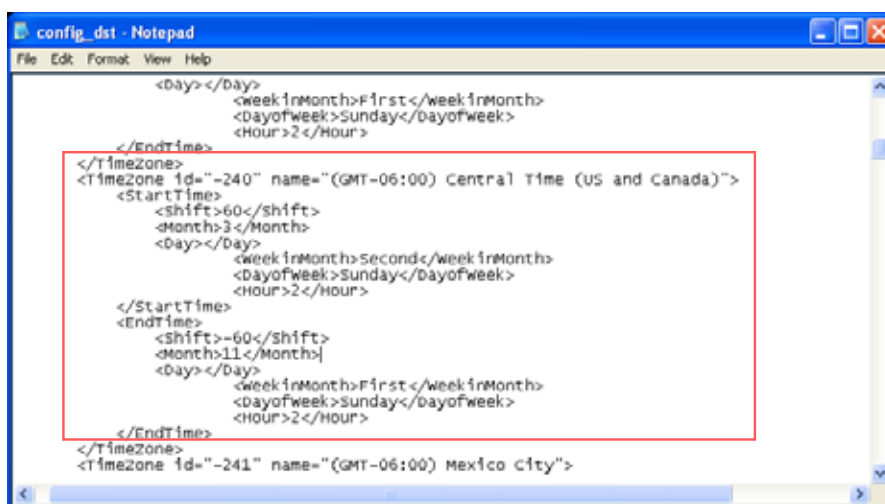 config_dst - Notepad
File Edit Format View Help
<Day></Day>
<WeekinMonth>First</WeekinMonth>
<DayofWeek>Sunday</DayofWeek>
<Hour>2</Hour>
</EndTime>
</TimeZone>
<TimeZone id="-240" name="(GMT-06:00) Central Time (US and Canada)">
<StartTime>
<Shift>60</Shift>
<Month>3</Month>
<Day></Day>
<WeekinMonth>Second</WeekinMonth>
<DayofWeek>Sunday</DayofWeek>
<Hour>2</Hour>
</StartTime>
<EndTime>
<Shift>-60</Shift>
<Month>11</Month>
<Day></Day>
<WeekinMonth>First</WeekinMonth>
<DayofWeek>Sunday</DayofWeek>
<Hour>2</Hour>
</EndTime>
</TimeZone>
<TimeZone id="-241" name="(GMT-06:00) Mexico City">